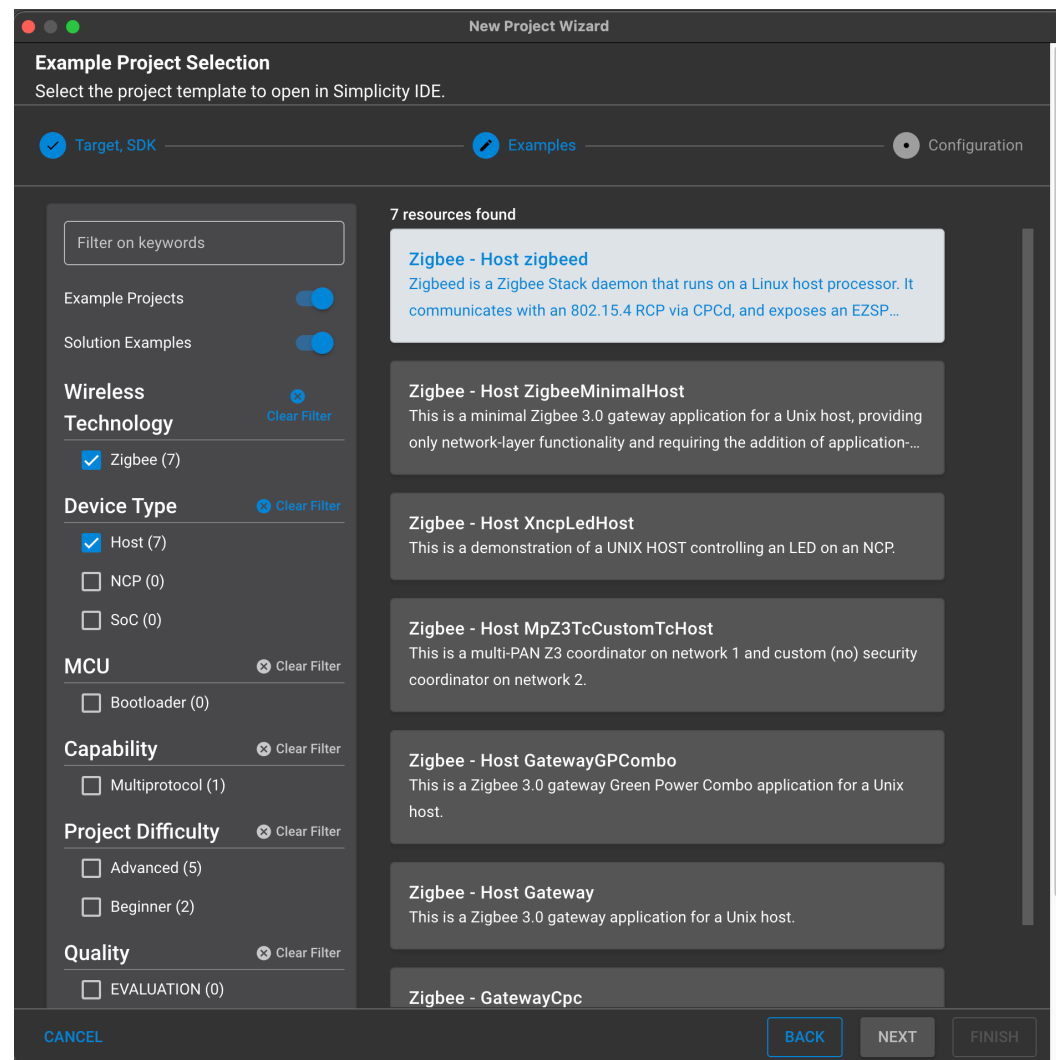 New Project Wizard
Example Project Selection
Select the project template to open in Simplicity IDE.
Target, SDK
Examples
Configuration
Filter on keywords
Example Projects
Solution Examples
Wireless
Technology
Clear Filter
Zigbee (7)
Device Type
Clear Filter
Host (7)
NCP (0)
SoC (0)
MCU
Clear Filter
Bootloader (0)
Capability
Clear Filter
Multiprotocol (1)
Project Difficulty
Clear Filter
Advanced (5)
Beginner (2)
Quality
Clear Filter
EVALUATION (0)
7 resources found
Zigbee - Host zigbeed
Zigbeed is a Zigbee Stack daemon that runs on a Linux host processor. It
communicates with an 802.15.4 RCP via CPCd, and exposes an EZSP…
Zigbee - Host ZigbeeMinimalHost
This is a minimal Zigbee 3.0 gateway application for a Unix host, providing
only network-layer functionality and requiring the addition of application-…
Zigbee - Host XncpLedHost
This is a demonstration of a UNIX HOST controlling an LED on an NCP.
Zigbee - Host MpZ3TcCustomTcHost
This is a multi-PAN Z3 coordinator on network 1 and custom (no) security
coordinator on network 2.
Zigbee - Host GatewayGPCombo
This is a Zigbee 3.0 gateway Green Power Combo application for a Unix
host.
Zigbee - Host Gateway
This is a Zigbee 3.0 gateway application for a Unix host.
Zigbee - GatewayCpc
CANCEL
BACK
NEXT
FINISH